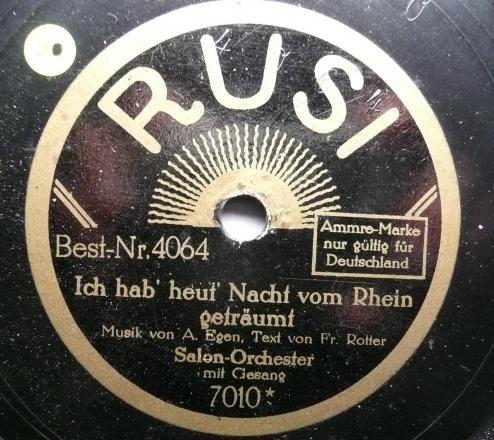 RUSI
Best.-Nr. 4064
Ammre-Marke
nur gültig für
Deutschland
Ich hab' heut' Nacht vom Rhein
geträumt
Musik von A. Egen, Text von Fr. Rotter
Salon-Orchester
mit Gesang
7010*